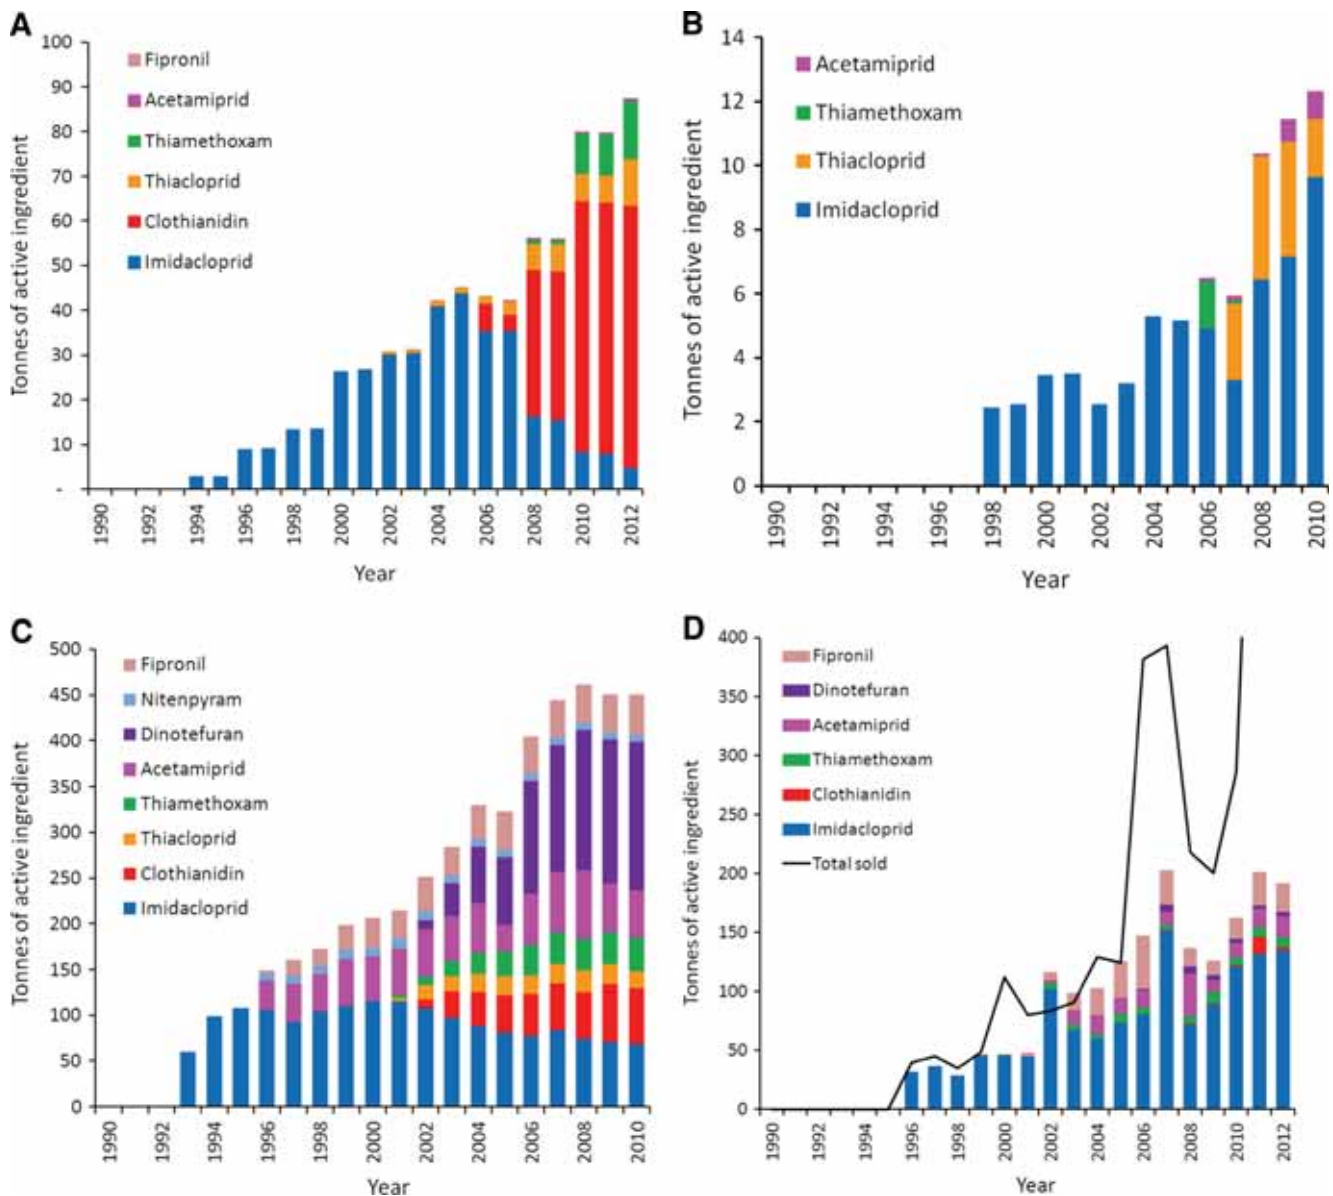 A
Tonnes of active ingredient
100
90
80
70
60
50
40
30
20
10
-
Fipronil
Acetamiprid
Thiamethoxam
Thiacloprid
Clothianidin
Imidacloprid
1990
1992
1994
1996
1998
2000
2002
2004
2006
2008
2010
2012
Year
B
Tonnes of active ingredient
14
12
10
8
6
4
2
0
Acetamiprid
Thiamethoxam
Thiacloprid
Imidacloprid
1990
1992
1994
1996
1998
2000
2002
2004
2006
2008
2010
Year
C
Tonnes of active ingredient
500
450
400
350
300
250
200
150
100
50
0
Fipronil
Nitenpyram
Dinotefuran
Acetamiprid
Thiamethoxam
Thiacloprid
Clothianidin
Imidacloprid
1990
1992
1994
1996
1998
2000
2002
2004
2006
2008
2010
Year
D
Tonnes of active ingredient
400
350
300
250
200
150
100
50
0
Fipronil
Dinotefuran
Acetamiprid
Thiamethoxam
Clothianidin
Imidacloprid
Total sold
1990
1992
1994
1996
1998
2000
2002
2004
2006
2008
2010
2012
Year